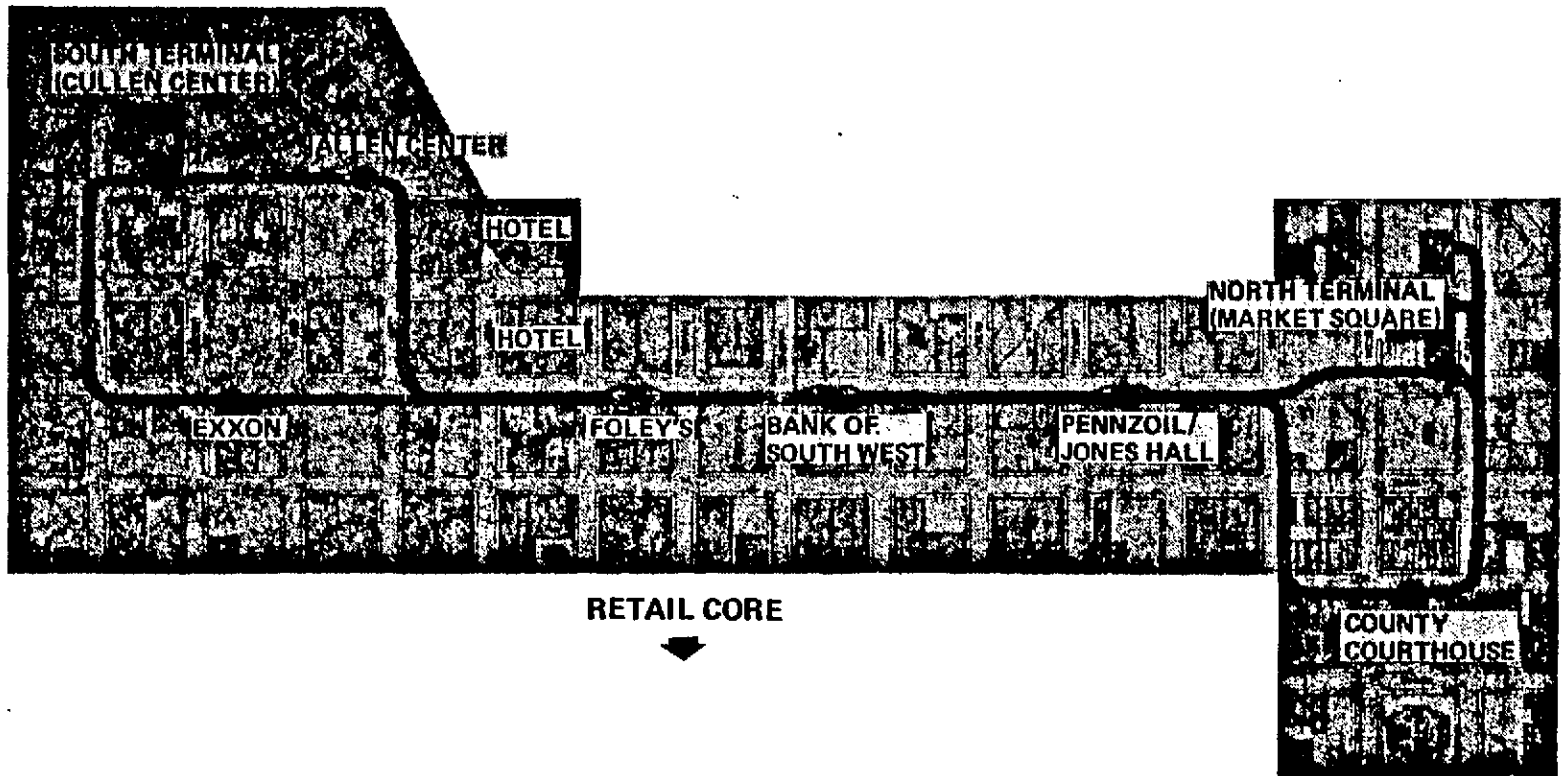 SOUTH TERMINAL
(CULLEN CENTER)
ALLEN CENTER
HOTEL
HOTEL
NORTH TERMINAL
(MARKET SQUARE)
EXXON
FOLEY'S
BANK OF
SOUTH WEST
PENNZOIL/
JONES HALL
RETAIL CORE
COUNTY
COURTHOUSE